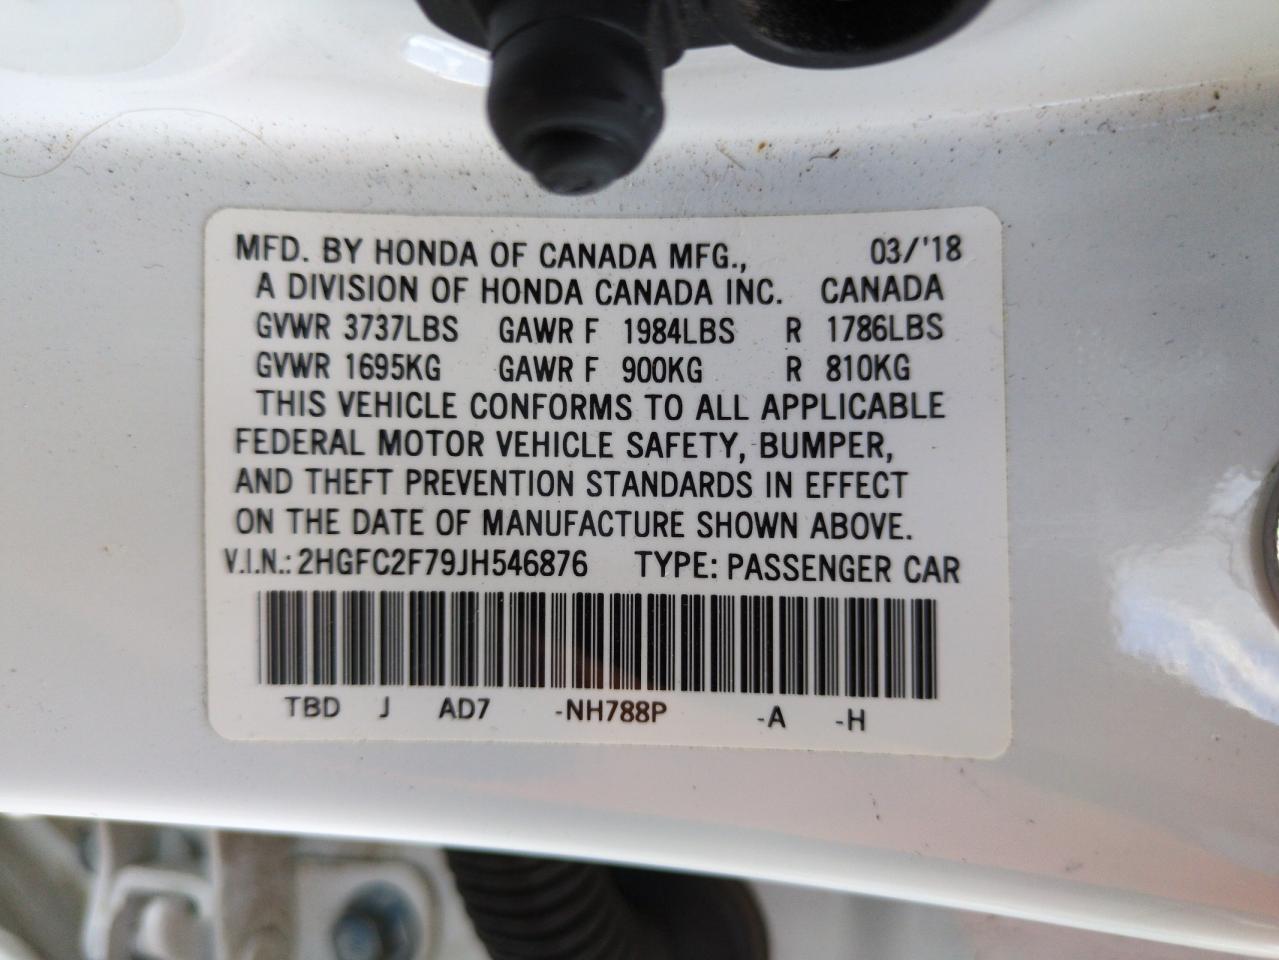 MFD. BY HONDA OF CANADA MFG., 03/'18
A DIVISION OF HONDA CANADA INC. CANADA
GVWR 3737LBS GAWR F 1984LBS R 1786LBS
GVWR 1695KG GAWR F 900KG R 810KG
THIS VEHICLE CONFORMS TO ALL APPLICABLE
FEDERAL MOTOR VEHICLE SAFETY, BUMPER,
AND THEFT PREVENTION STANDARDS IN EFFECT
ON THE DATE OF MANUFACTURE SHOWN ABOVE.
V.I.N.: 2HGFC2F79JH546876 TYPE: PASSENGER CAR
TBD J AD7 -NH788P -A -H